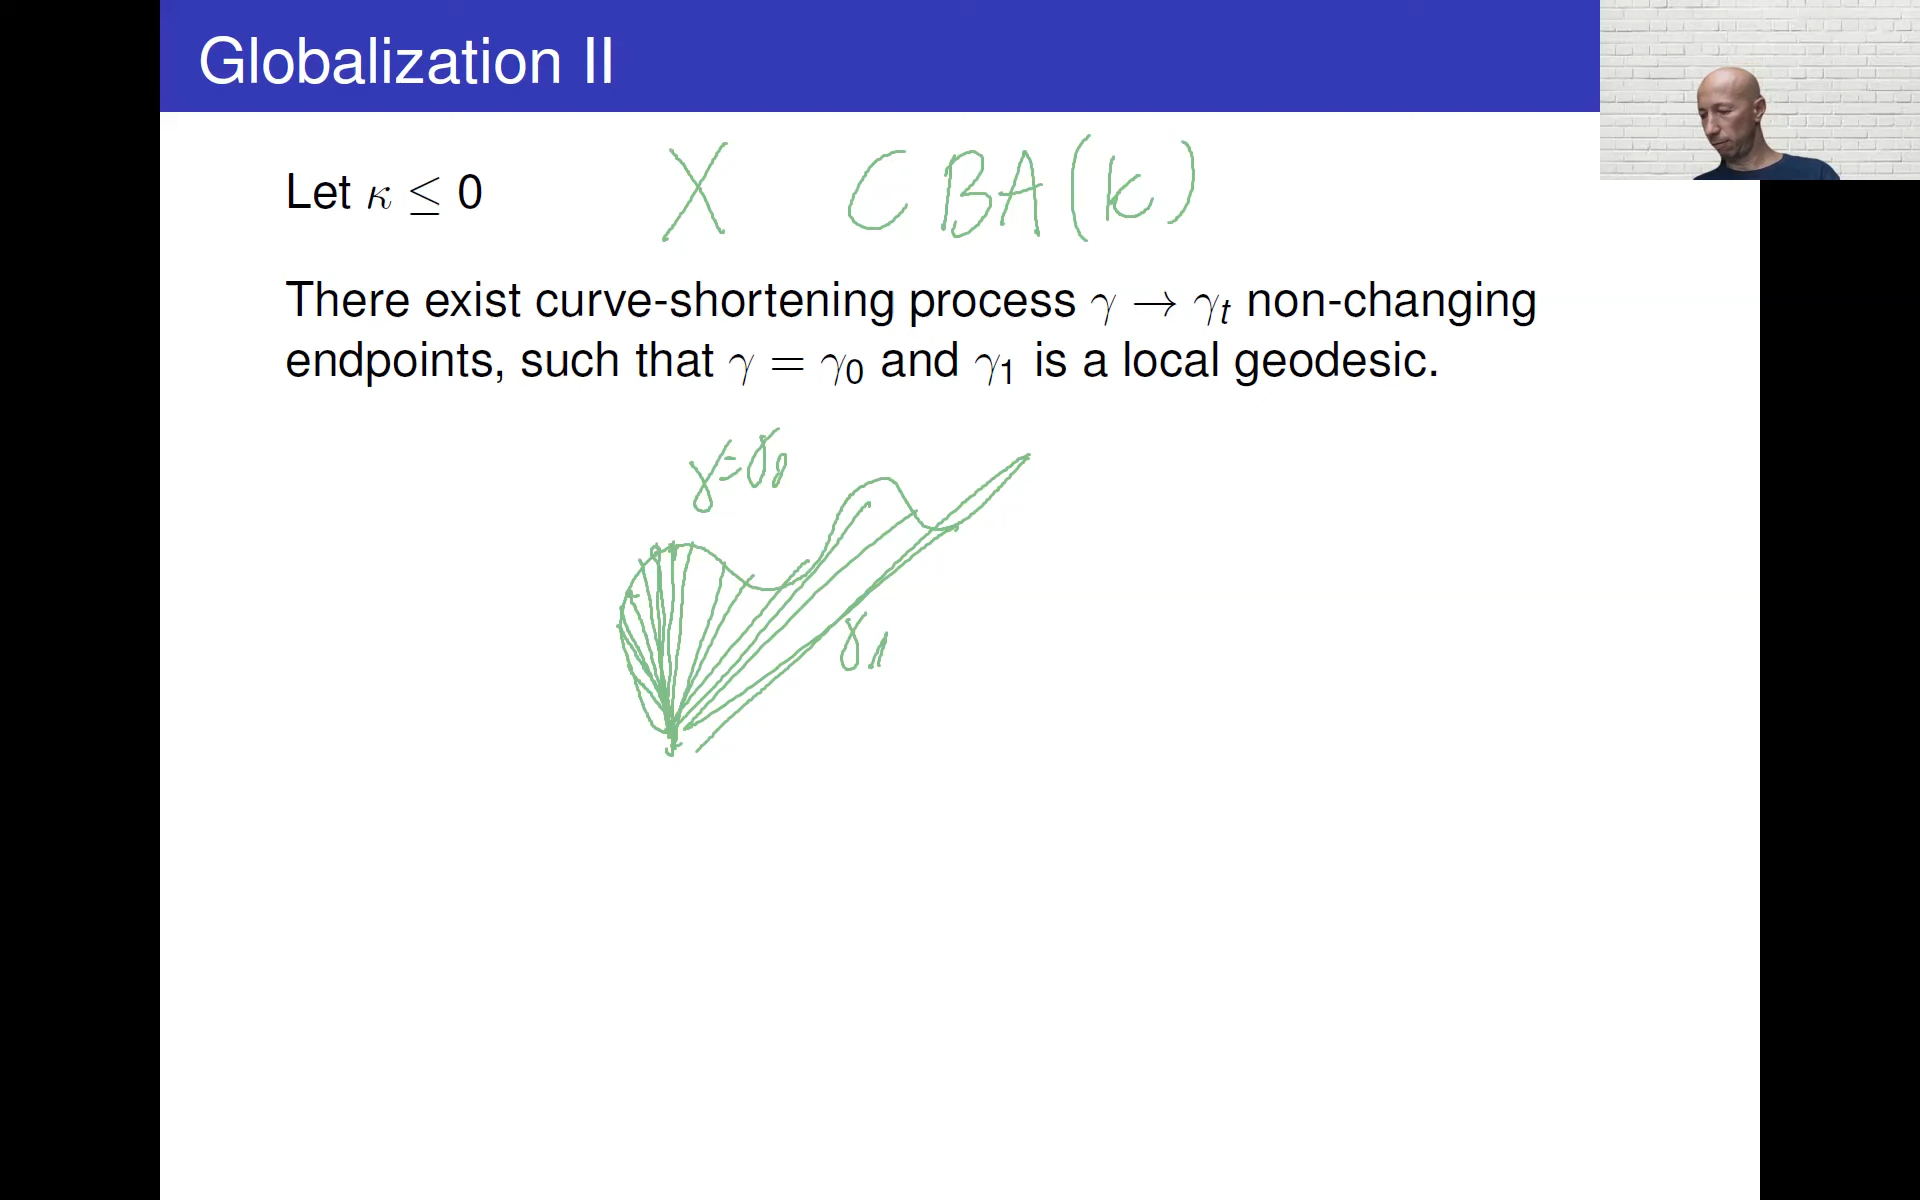 Globalization II
Let κ ≤ 0 X CBA(k)
There exist curve-shortening process γ → γₜ non-changing
endpoints, such that γ = γ₀ and γ₁ is a local geodesic.
γ=γ₀
γ₁